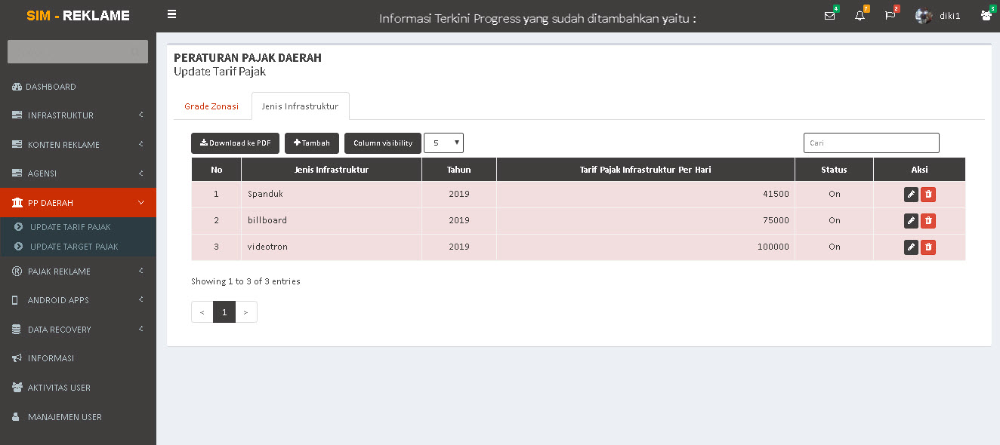 SIM - REKLAME
Informasi Terkini Progress yang sudah ditambahkan yaitu :
4
7
2
diki1
3
DASHBOARD
INFRASTRUKTUR
KONTEN REKLAME
AGENSI
PP DAERAH
UPDATE TARIF PAJAK
UPDATE TARGET PAJAK
PAJAK REKLAME
ANDROID APPS
DATA RECOVERY
INFORMASI
AKTIVITAS USER
MANAJEMEN USER
PERATURAN PAJAK DAERAH
Update Tarif Pajak
Grade Zonasi Jenis Infrastruktur
Download ke PDF Tambah Column visibility 5 Cari
No Jenis Infrastruktur Tahun Tarif Pajak Infrastruktur Per Hari Status Aksi
1 Spanduk 2019 41500 On
2 billboard 2019 75000 On
3 videotron 2019 100000 On
Showing 1 to 3 of 3 entries
< 1 >